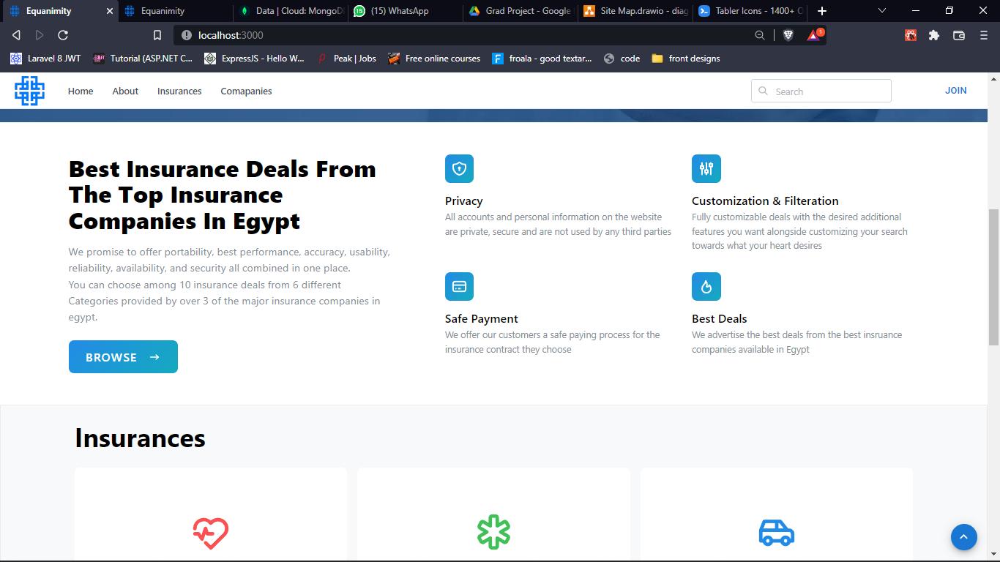 Equanimity
Equanimity
Data | Cloud: MongoD
15
(15) WhatsApp
Grad Project - Google
Site Map.drawio - diag
Tabler Icons - 1400+ O
localhost:3000
1
Laravel 8 JWT
Tutorial (ASP.NET C...
ExpressJS - Hello W...
Peak | Jobs
Free online courses
froala - good textar...
code
front designs
Home
About
Insurances
Comapanies
Search
JOIN
Best Insurance Deals From
The Top Insurance
Companies In Egypt
We promise to offer portability, best performance, accuracy, usability,
reliability, availability, and security all combined in one place.
You can choose among 10 insurance deals from 6 different
Categories provided by over 3 of the major insurance companies in
egypt.
BROWSE
Privacy
All accounts and personal information on the website
are private, secure and are not used by any third parties
Customization & Filteration
Fully customizable deals with the desired additional
features you want alongside customizing your search
towards what your heart desires
Safe Payment
We offer our customers a safe paying process for the
insurance contract they choose
Best Deals
We advertise the best deals from the best insruance
companies available in Egypt
Insurances